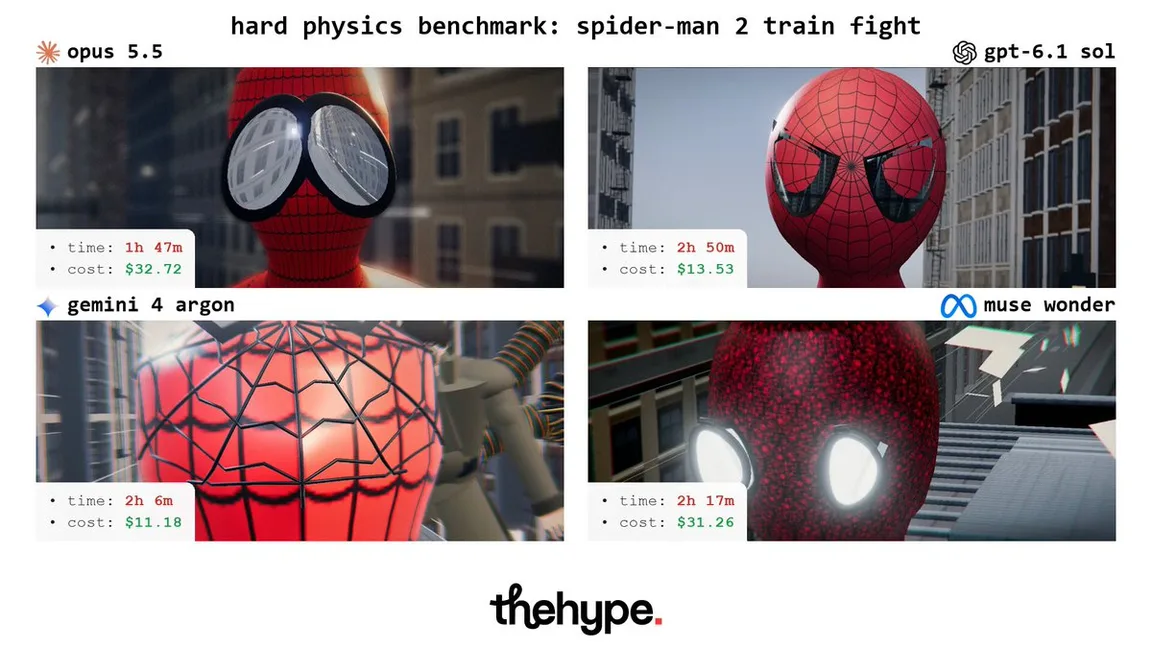 hard physics benchmark: spider-man 2 train fight
opus 5.5
gpt-6.1 sol
• time: 1h 47m
• cost: $32.72
• time: 2h 50m
• cost: $13.53
gemini 4 argon
muse wonder
• time: 2h 6m
• cost: $11.18
• time: 2h 17m
• cost: $31.26
thehype.